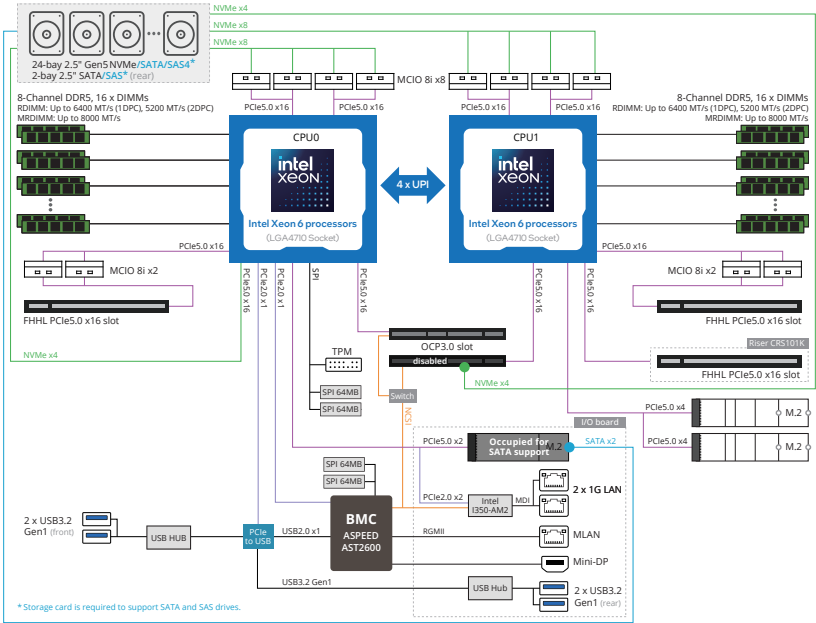 NVMe x4
NVMe x8
NVMe x8
24-bay 2.5" Gen5 NVMe/SATA/SAS4*
2-bay 2.5" SATA/SAS* (rear)
MCIO 8i x8
PCIe5.0 x16
PCIe5.0 x16
PCIe5.0 x16
PCIe5.0 x16
8-Channel DDR5, 16 x DIMMs
RDIMM: Up to 6400 MT/s (1DPC), 5200 MT/s (2DPC)
MRDIMM: Up to 8000 MT/s
8-Channel DDR5, 16 x DIMMs
RDIMM: Up to 6400 MT/s (1DPC), 5200 MT/s (2DPC)
MRDIMM: Up to 8000 MT/s
CPU0
intel
XEON
Intel Xeon 6 processors
(LGA4710 Socket)
4 x UPI
CPU1
intel
XEON
Intel Xeon 6 processors
(LGA4710 Socket)
PCIe5.0 x16
PCIe5.0 x16
MCIO 8i x2
MCIO 8i x2
PCIe5.0 x16
PCIe2.0 x1
PCIe2.0 x1
SPI
PCIe5.0 x16
PCIe5.0 x16
PCIe5.0 x16
FHHL PCIe5.0 x16 slot
FHHL PCIe5.0 x16 slot
OCP3.0 slot
Riser CRS101K
NVMe x4
TPM
disabled
FHHL PCIe5.0 x16 slot
NVMe x4
SPI 64MB
SPI 64MB
Switch
NCSI
PCIe5.0 x4
M.2
I/O board
PCIe5.0 x2
Occupied for
SATA support
M.2
SATA x2
PCIe5.0 x4
M.2
SPI 64MB
SPI 64MB
PCIe2.0 x2
Intel
I350-AM2
MDI
2 x 1G LAN
2 x USB3.2
Gen1 (front)
USB HUB
PCIe
to USB
USB2.0 x1
BMC
ASPEED
AST2600
RGMII
MLAN
Mini-DP
USB3.2 Gen1
USB Hub
2 x USB3.2
Gen1 (rear)
* Storage card is required to support SATA and SAS drives.